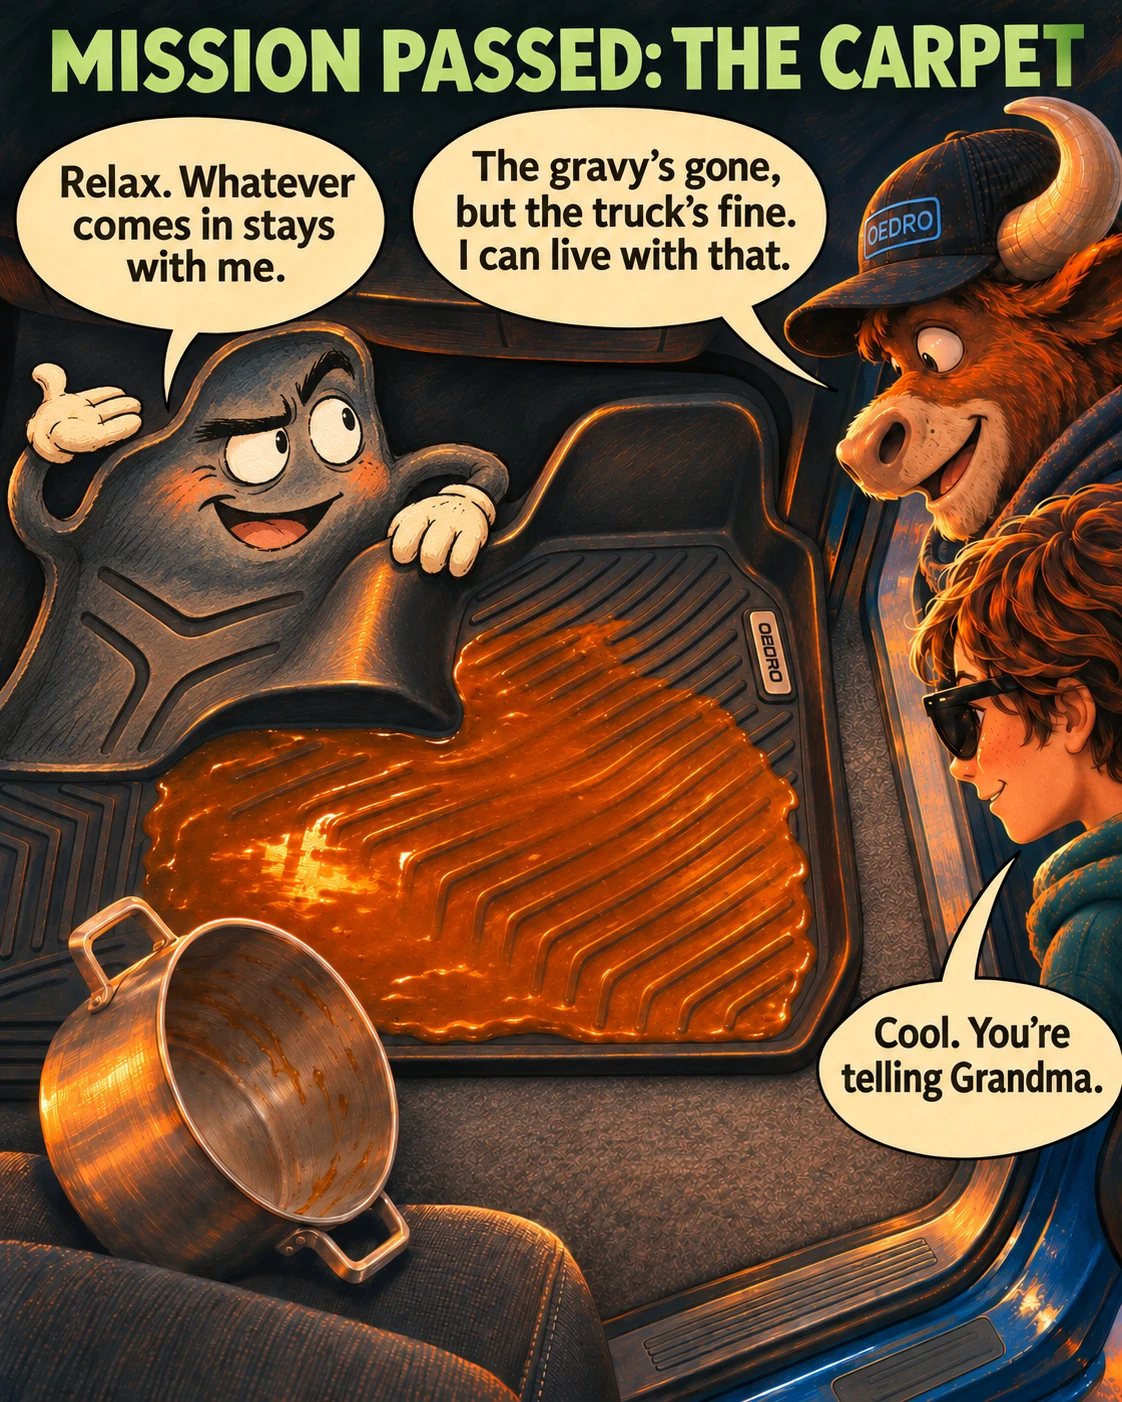 MISSION PASSED: THE CARPET
Relax. Whatever
comes in stays
with me.
The gravy's gone,
but the truck's fine.
I can live with that.
OEDRO
OEDRO
Cool. You're
telling Grandma.